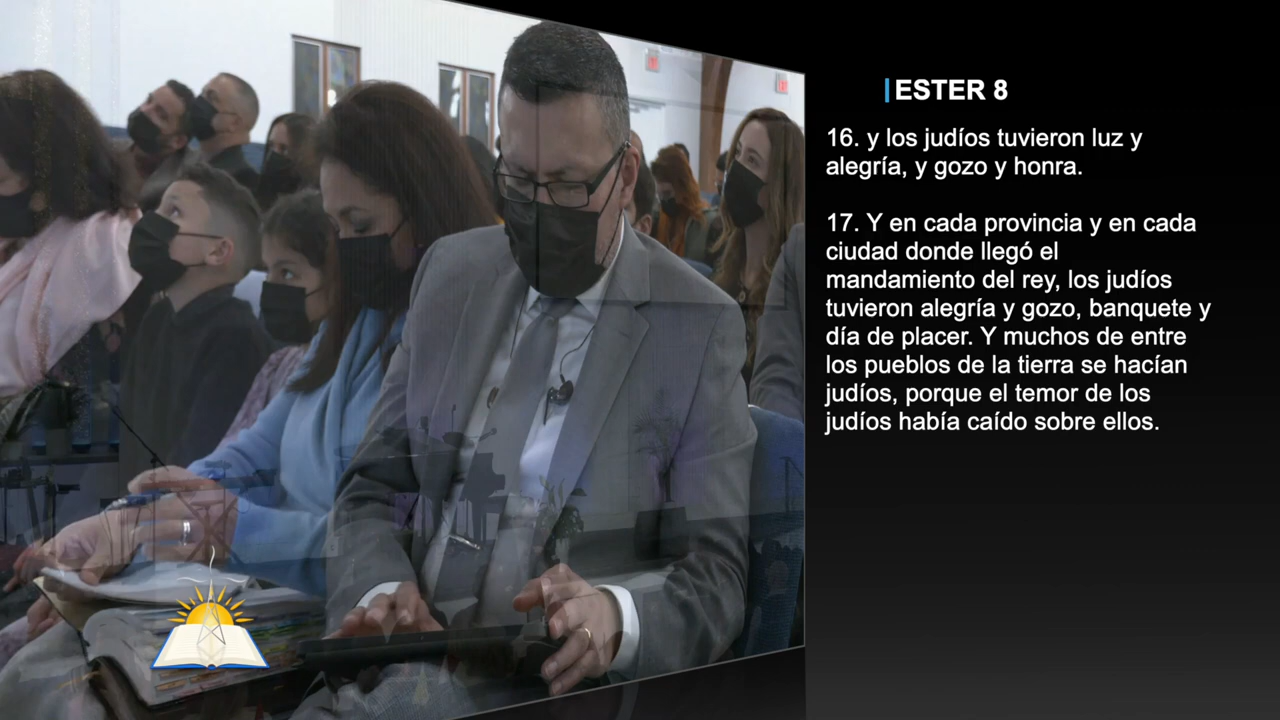 ESTER 8
16. y los judíos tuvieron luz y
alegría, y gozo y honra.
17. Y en cada provincia y en cada
ciudad donde llegó el
mandamiento del rey, los judíos
tuvieron alegría y gozo, banquete y
día de placer. Y muchos de entre
los pueblos de la tierra se hacían
judíos, porque el temor de los
judíos había caído sobre ellos.